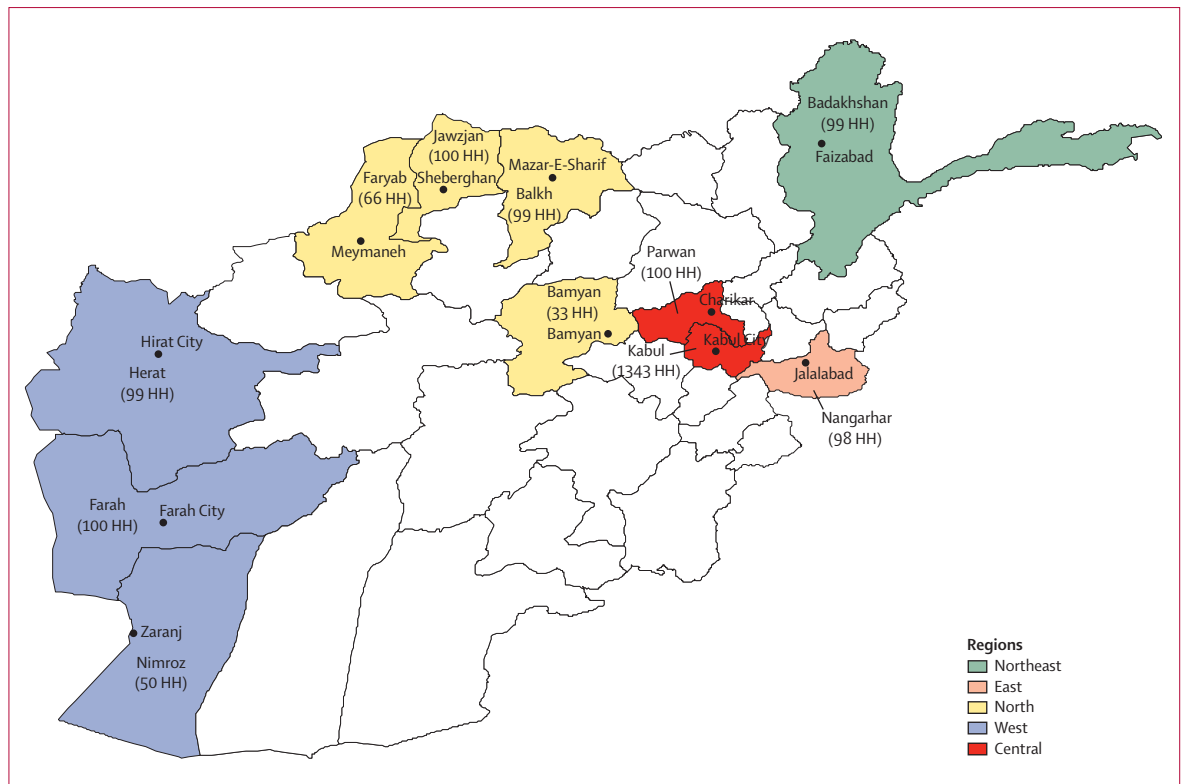 Badakhshan
(99 HH)
Faizabad
Jawzjan
(100 HH)
Sheberghan
Mazar-E-Sharif
Balkh
(99 HH)
Faryab
(66 HH)
Meymaneh
Parwan
(100 HH)
Charikar
Bamyan
(33 HH)
Bamyan
Kabul City
Kabul
(1343 HH)
Jalalabad
Nangarhar
(98 HH)
Hirat City
Herat
(99 HH)
Farah
(100 HH)
Farah City
Zaranj
Nimroz
(50 HH)
Regions
Northeast
East
North
West
Central